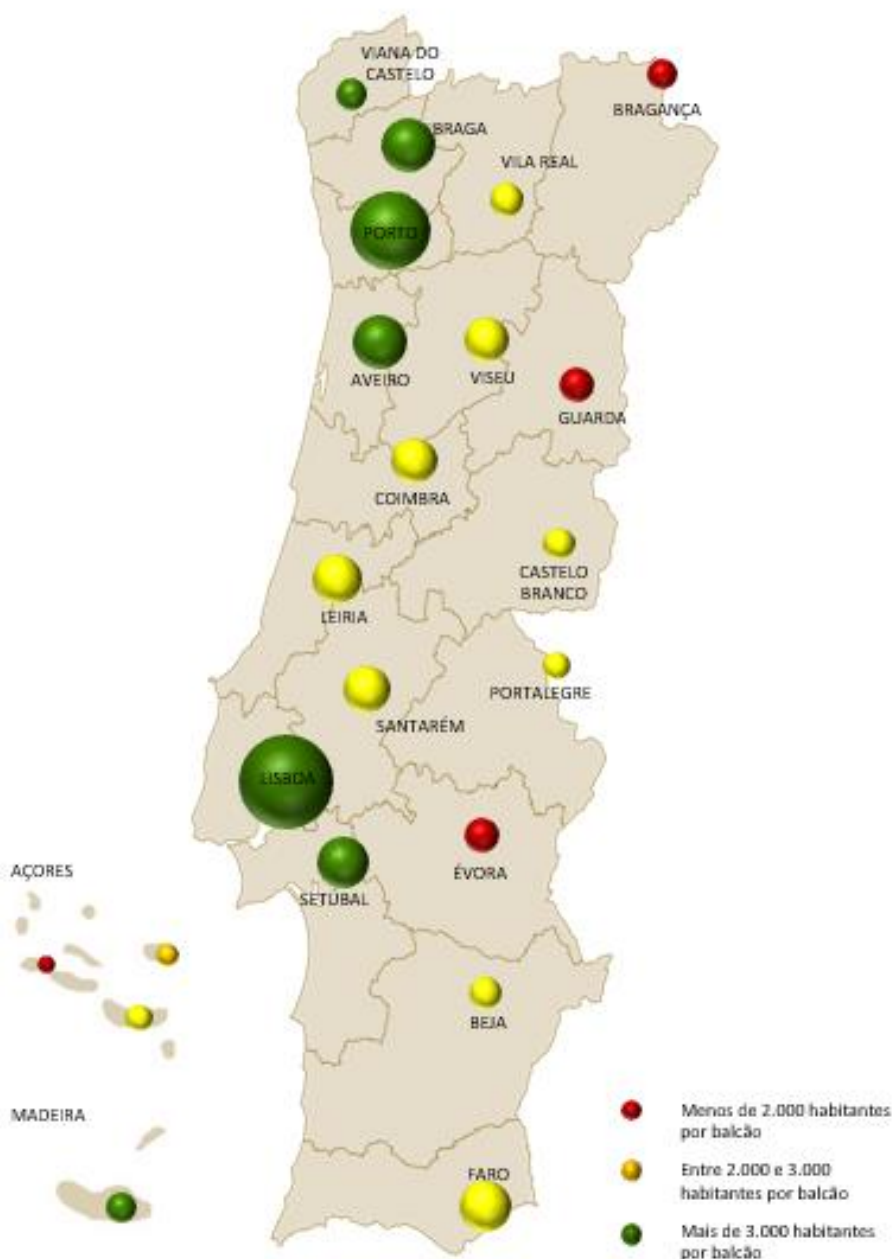 VIANA DO
CASTELO
BRAGANÇA
BRAGA
VILA REAL
PORTO
AVEIRO
VISEU
GUARDA
COIMBRA
CASTELO
BRANCO
LEIRIA
PORTALEGRE
SANTARÉM
LISBOA
ÉVORA
SETÚBAL
AÇORES
BEJA
MADEIRA
FARO
Menos de 2.000 habitantes
por balcão
Entre 2.000 e 3.000
habitantes por balcão
Mais de 3.000 habitantes
por balcão